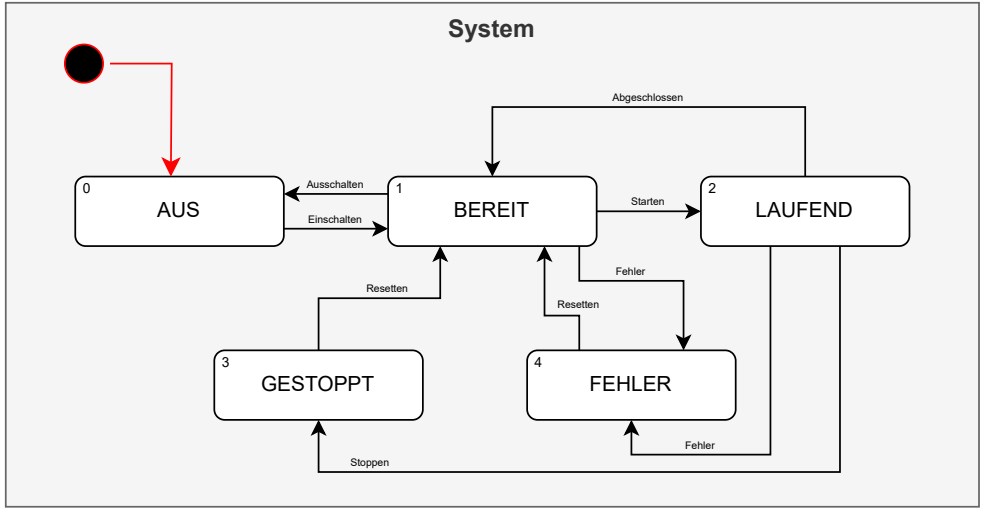 System
Abgeschlossen
0
AUS
Ausschalten
Einschalten
1
BEREIT
Starten
2
LAUFEND
Resetten
Fehler
Resetten
3
GESTOPPT
4
FEHLER
Fehler
Stoppen